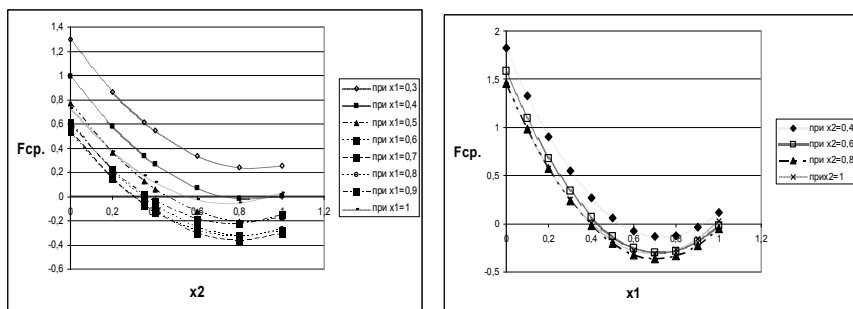 1,4
1,2
1
0,8
0,6
0,4
0,2
0
-0,2
-0,4
-0,6
Fср.
0 0,2 0,4 0,6 0,8 1 1,2
x2
при x1=0,3
при x1=0,4
при x1=0,5
при x1=0,6
при x1=0,7
при x1=0,8
при x1=0,9
при x1=1
2
1,5
1
0,5
0
-0,5
Fср.
0 0,2 0,4 0,6 0,8 1 1,2
x1
при x2=0,4
при x2=0,6
при x2=0,8
приx2=1